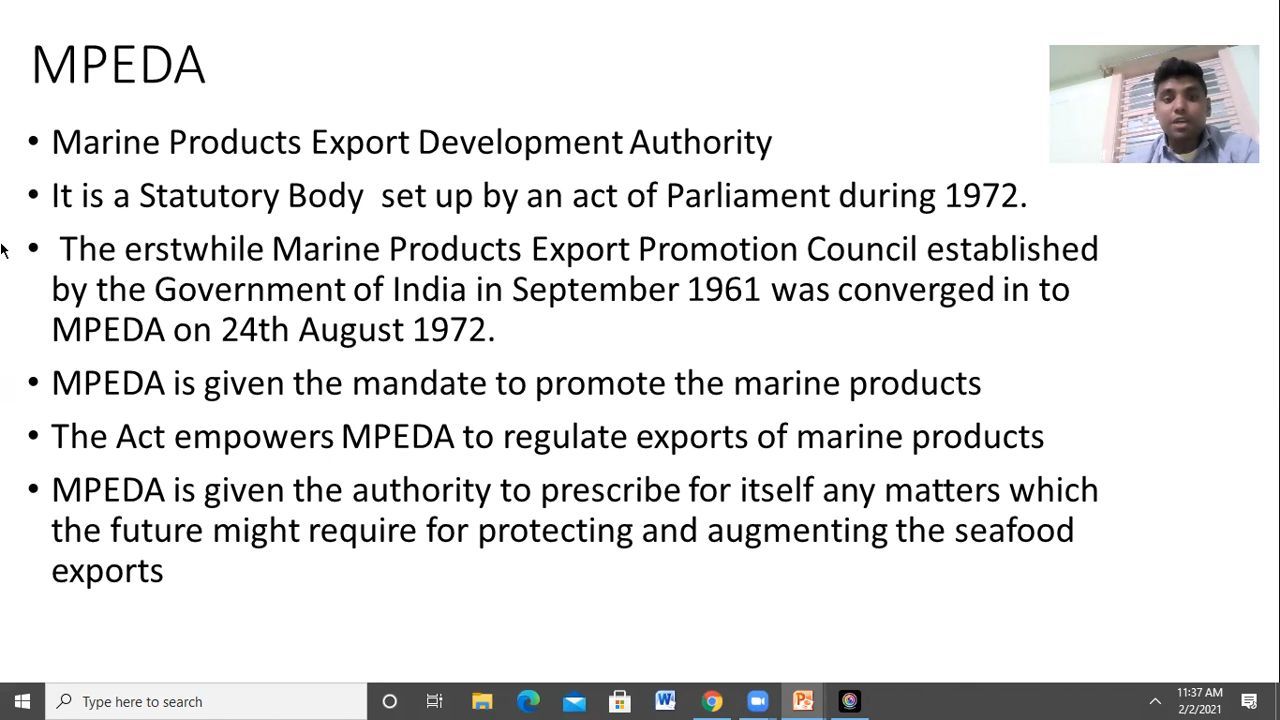 MPEDA
• Marine Products Export Development Authority
• It is a Statutory Body set up by an act of Parliament during 1972.
• The erstwhile Marine Products Export Promotion Council established
by the Government of India in September 1961 was converged in to
MPEDA on 24th August 1972.
• MPEDA is given the mandate to promote the marine products
• The Act empowers MPEDA to regulate exports of marine products
• MPEDA is given the authority to prescribe for itself any matters which
the future might require for protecting and augmenting the seafood
exports
Type here to search
11:37 AM
2/2/2021